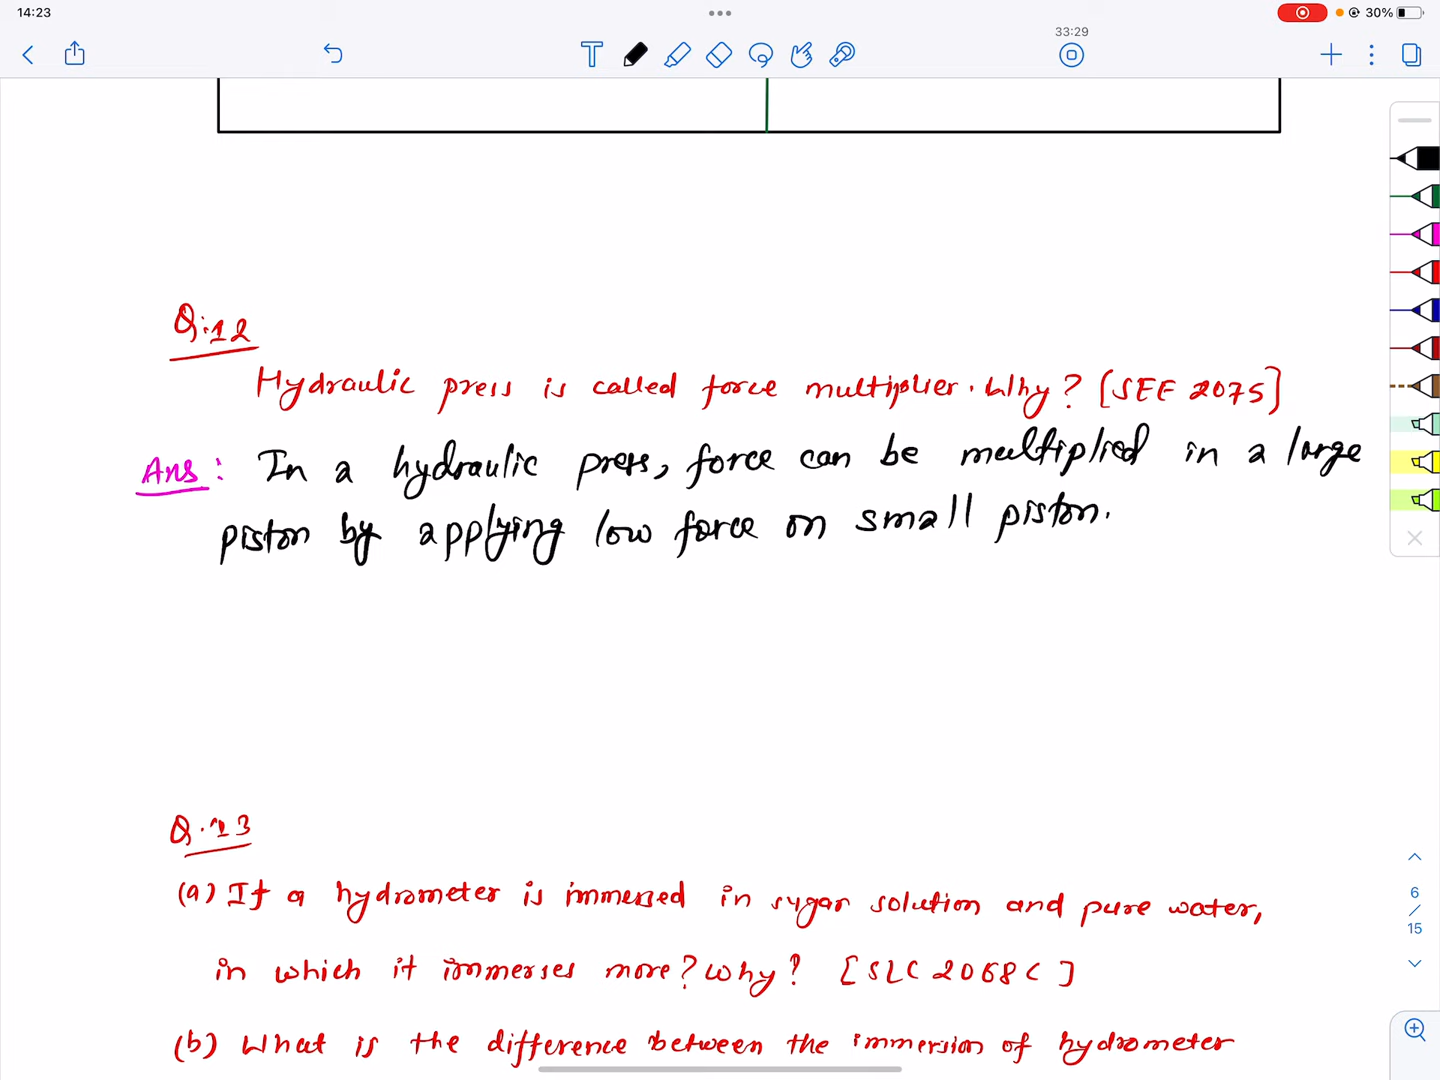 14:23
30%
33:29
T
Q.12
Hydraulic press is called force multiplier. Why? [SEE 2075]
Ans: In a hydraulic press, force can be multiplied in a large
piston by applying low force on small piston.
Q.13
(a) If a hydrometer is immersed in sugar solution and pure water,
in which it immerses more? Why? [SLC 2068 C]
(b) What is the difference between the immersion of hydrometer
6
/
15